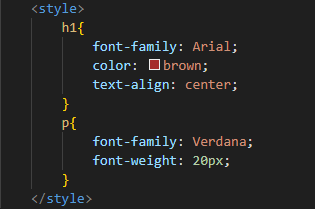 <style>
h1{
font-family: Arial;
color: brown;
text-align: center;
}
p{
font-family: Verdana;
font-weight: 20px;
}
</style>